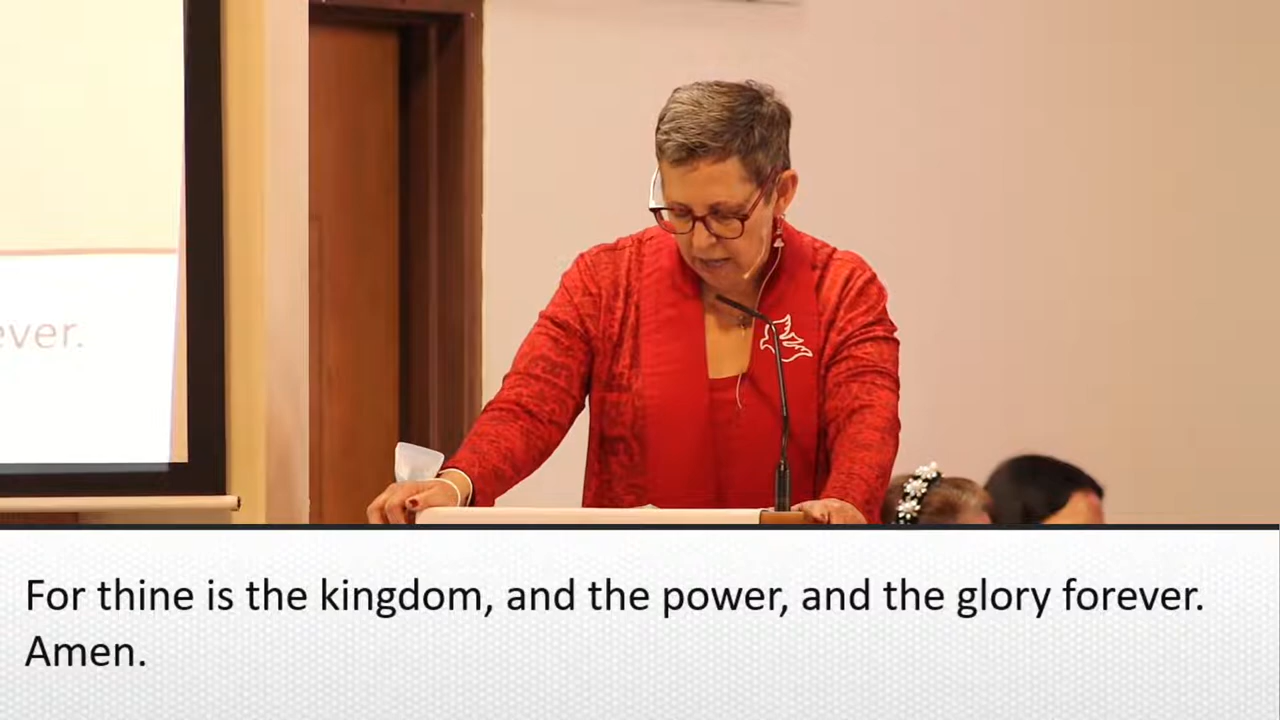 ever.
For thine is the kingdom, and the power, and the glory forever.
Amen.